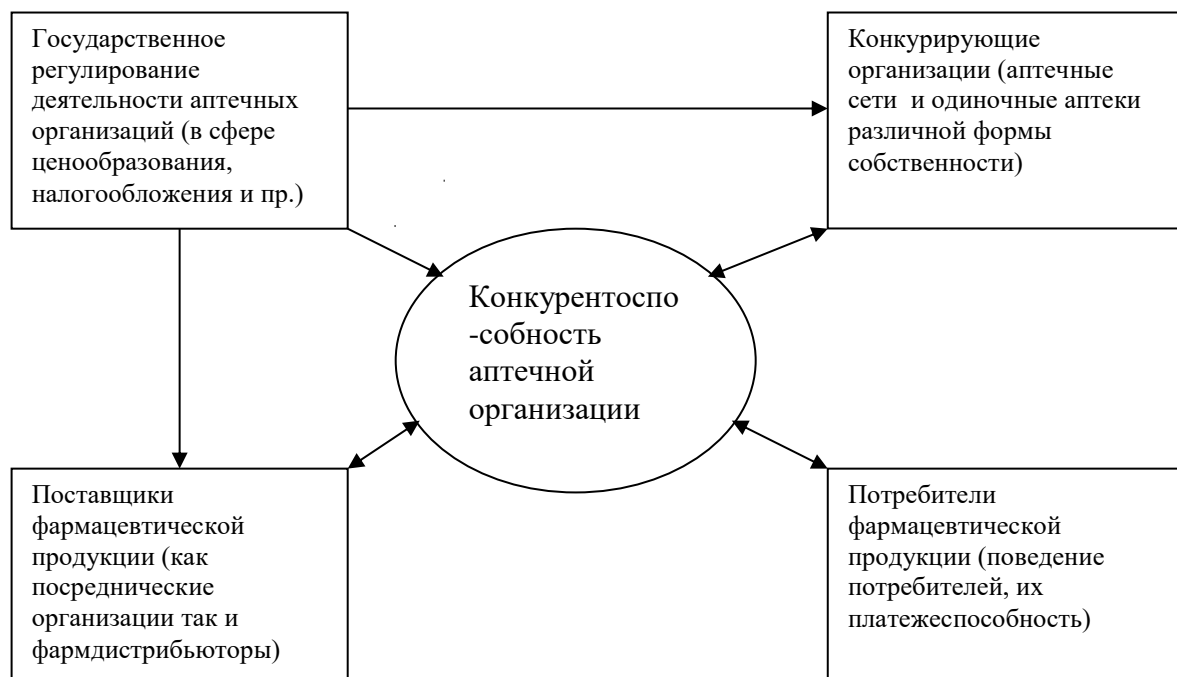 Государственное
регулирование
деятельности аптечных
организаций (в сфере
ценообразования,
налогообложения и пр.)
Конкурирующие
организации (аптечные
сети  и одиночные аптеки
различной формы
собственности)
Конкурентоспо
-собность
аптечной
организации
Поставщики
фармацевтической
продукции (как
посреднические
организации так и
фармдистрибьюторы)
Потребители
фармацевтической
продукции (поведение
потребителей, их
платежеспособность)